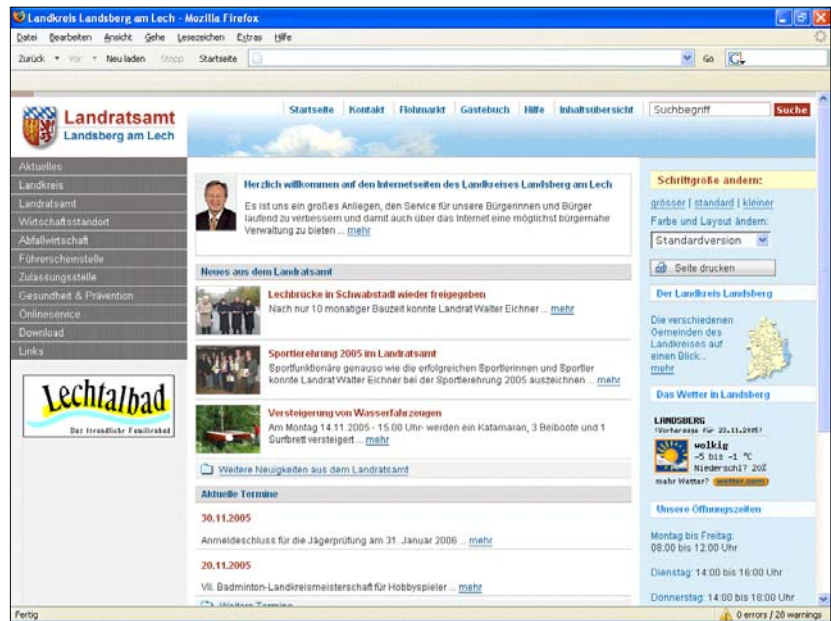 Landkreis Landsberg am Lech - Mozilla Firefox
Datei Bearbeiten Ansicht Gehe Lesezeichen Extras Hilfe
Zurück Vor Neu laden Stopp Startseite Go
Landratsamt
Landsberg am Lech
Startseite Kontakt Flohmarkt Gästebuch Hilfe Inhaltsübersicht
Suchbegriff Suche
Aktuelles
Landkreis
Landratsamt
Wirtschaftsstandort
Abfallwirtschaft
Führerscheinstelle
Zulassungsstelle
Gesundheit & Prävention
Onlineservice
Download
Links
Lechtalbad
Das freundliche Familienbad
Herzlich willkommen auf den Internetseiten des Landkreises Landsberg am Lech
Es ist uns ein großes Anliegen, den Service für unsere Bürgerinnen und Bürger
laufend zu verbessern und damit auch über das Internet eine möglichst bürgernahe
Verwaltung zu bieten ... mehr
Neues aus dem Landratsamt
Lechbrücke in Schwabstadl wieder freigegeben
Nach nur 10 monatiger Bauzeit konnte Landrat Walter Eichner ... mehr
Sportlerehrung 2005 im Landratsamt
Sportfunktionäre genauso wie die erfolgreichen Sportlerinnen und Sportler
konnte Landrat Walter Eichner bei der Sportlerehrung 2005 auszeichnen ... mehr
Versteigerung von Wasserfahrzeugen
Am Montag 14.11.2005 - 15.00 Uhr- werden ein Katamaran, 3 Beiboote und 1
Surfbrett versteigert ... mehr
Weitere Neuigkeiten aus dem Landratsamt
Aktuelle Termine
30.11.2005
Anmeldeschluss für die Jägerprüfung am 31. Januar 2006 ... mehr
20.11.2005
VII. Badminton-Landkreismeisterschaft für Hobbyspieler ... mehr
Weitere Termine
Schriftgröße ändern:
grösser | standard | kleiner
Farbe und Layout ändern:
Standardversion
Seite drucken
Der Landkreis Landsberg
Die verschiedenen
Gemeinden des
Landkreises auf
einen Blick...
mehr
Das Wetter in Landsberg
LANDSBERG
(Vorhersage für 20.11.2005)
wolkig
-5 bis -1 °C
Niederschl? 20%
mehr Wetter? wetter.com
Unsere Öffnungszeiten
Montag bis Freitag:
08:00 bis 12:00 Uhr
Dienstag: 14:00 bis 16:00 Uhr
Donnerstag: 14:00 bis 18:00 Uhr
Fertig
0 errors / 28 warnings